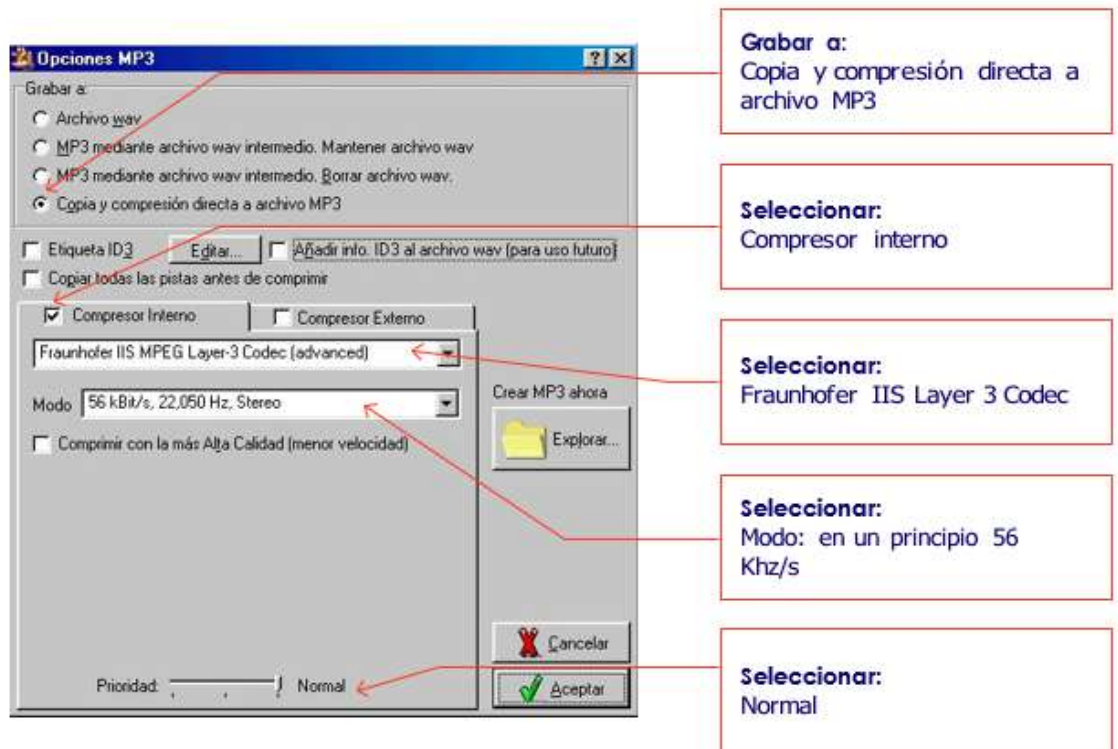 Opciones MP3
Grabar a:
Archivo wav
MP3 mediante archivo wav intermedio. Mantener archivo wav
MP3 mediante archivo wav intermedio. Borrar archivo wav.
Copia y compresión directa a archivo MP3
Etiqueta ID3
Editar...
Añadir info. ID3 al archivo wav (para uso futuro)
Copiar todas las pistas antes de comprimir
Compresor Interno
Compresor Externo
Fraunhofer IIS MPEG Layer-3 Codec (advanced)
Modo
56 kBit/s, 22,050 Hz, Stereo
Comprimir con la más Alta Calidad (menor velocidad)
Crear MP3 ahora
Explorar...
Cancelar
Prioridad:
Normal
Aceptar
Grabar a:
Copia y compresión directa a
archivo MP3
Seleccionar:
Compresor interno
Seleccionar:
Fraunhofer IIS Layer 3 Codec
Seleccionar:
Modo: en un principio 56
Khz/s
Seleccionar:
Normal